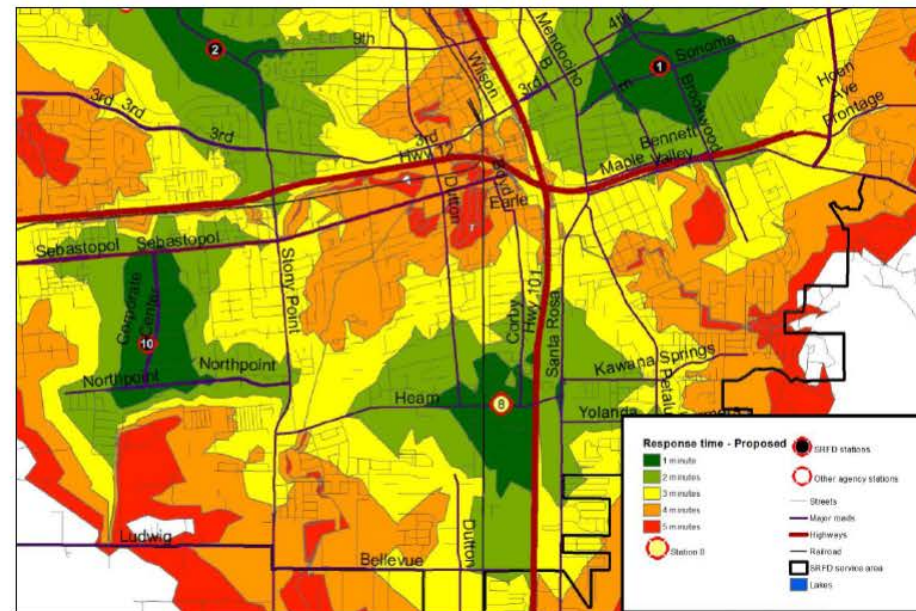 9th
2
Wilson
B
Mendocino
4th
Sonoma
1
E
Brookwood
Hoen
Ave
Frontage
3rd
3rd
3rd
3rd
3rd
Hwy 12
Bennett
Maple Valley
Dutton
Boyd
Earle
Sebastopol
Sebastopol
Stony Point
Corporate
Center
10
Northpoint
Northpoint
Corby
Hwy 101
Santa Rosa
Kawana Springs
Hearn
8
Yolanda
Ludwig
Bellevue
Dutton
Response time - Proposed
1 minute
2 minutes
3 minutes
4 minutes
5 minutes
Station 8
SRFD stations
Other agency stations
Streets
Major roads
Highways
Railroad
SRFD service area
Lakes